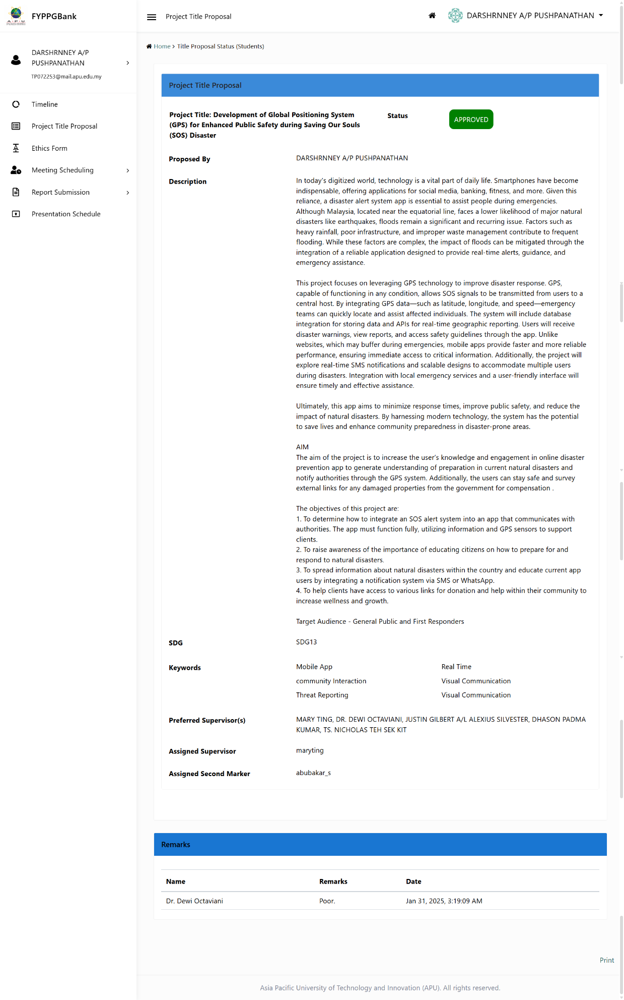 FYPPGBank
Project Title Proposal
DARSHRNNEY A/P PUSHPANATHAN
A·P·U
DARSHRNNEY A/P
PUSHPANATHAN
TP072253@mail.apu.edu.my
Timeline
Project Title Proposal
Ethics Form
Meeting Scheduling
Report Submission
Presentation Schedule
Home > Title Proposal Status (Students)
Project Title Proposal
Project Title: Development of Global Positioning System
(GPS) for Enhanced Public Safety during Saving Our Souls
(SOS) Disaster
Status
APPROVED
Proposed By
DARSHRNNEY A/P PUSHPANATHAN
Description
In today’s digitized world, technology is a vital part of daily life. Smartphones have become
indispensable, offering applications for social media, banking, fitness, and more. Given this
reliance, a disaster alert system app is essential to assist people during emergencies.
Although Malaysia, located near the equatorial line, faces a lower likelihood of major natural
disasters like earthquakes, floods remain a significant and recurring issue. Factors such as
heavy rainfall, poor infrastructure, and improper waste management contribute to frequent
flooding. While these factors are complex, the impact of floods can be mitigated through the
integration of a reliable application designed to provide real-time alerts, guidance, and
emergency assistance.
This project focuses on leveraging GPS technology to improve disaster response. GPS,
capable of functioning in any condition, allows SOS signals to be transmitted from users to a
central host. By integrating GPS data—such as latitude, longitude, and speed—emergency
teams can quickly locate and assist affected individuals. The system will include database
integration for storing data and APIs for real-time geographic reporting. Users will receive
disaster warnings, view reports, and access safety guidelines through the app. Unlike
websites, which may buffer during emergencies, mobile apps provide faster and more reliable
performance, ensuring immediate access to critical information. Additionally, the project will
explore real-time SMS notifications and scalable designs to accommodate multiple users
during disasters. Integration with local emergency services and a user-friendly interface will
ensure timely and effective assistance.
Ultimately, this app aims to minimize response times, improve public safety, and reduce the
impact of natural disasters. By harnessing modern technology, the system has the potential
to save lives and enhance community preparedness in disaster-prone areas.
AIM
The aim of the project is to increase the user’s knowledge and engagement in online disaster
prevention app to generate understanding of preparation in current natural disasters and
notify authorities through the GPS system. Additionally, the users can stay safe and survey
external links for any damaged properties from the government for compensation .
The objectives of this project are:
1. To determine how to integrate an SOS alert system into an app that communicates with
authorities. The app must function fully, utilizing information and GPS sensors to support
clients.
2. To raise awareness of the importance of educating citizens on how to prepare for and
respond to natural disasters.
3. To spread information about natural disasters within the country and educate current app
users by integrating a notification system via SMS or WhatsApp.
4. To help clients have access to various links for donation and help within their community to
increase wellness and growth.
Target Audience - General Public and First Responders
SDG
SDG13
Keywords
Mobile App
Real Time
community Interaction
Visual Communication
Threat Reporting
Visual Communication
Preferred Supervisor(s)
MARY TING, DR. DEWI OCTAVIANI, JUSTIN GILBERT A/L ALEXIUS SILVESTER, DHASON PADMA
KUMAR, TS. NICHOLAS TEH SEK KIT
Assigned Supervisor
maryting
Assigned Second Marker
abubakar_s
Remarks
Name Remarks Date
Dr. Dewi Octaviani Poor. Jan 31, 2025, 3:19:09 AM
Print
Asia Pacific University of Technology and Innovation (APU). All rights reserved.